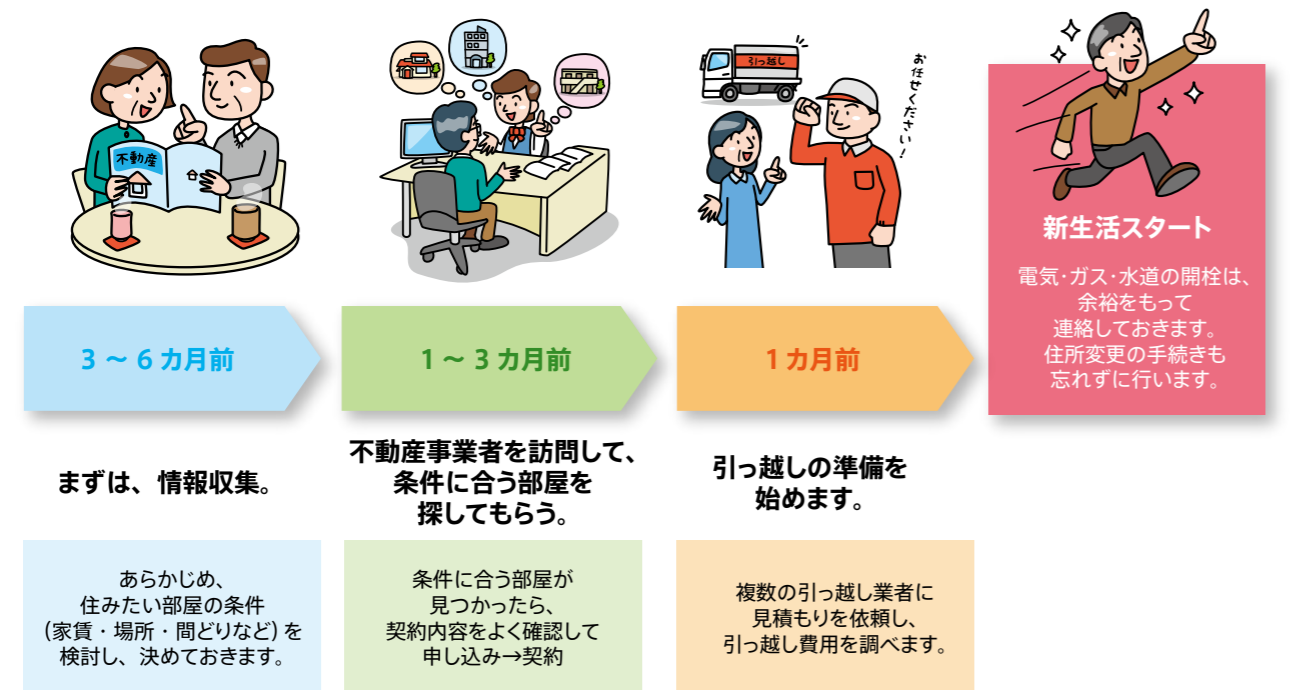 不動産
引っ越し
お任せください!
新生活スタート
電気・ガス・水道の開栓は、
余裕をもって
連絡しておきます。
住所変更の手続きも
忘れずに行います。
3 ～ 6 カ月前
1 ～ 3 カ月前
1 カ月前
まずは、情報収集。
不動産事業者を訪問して、
条件に合う部屋を
探してもらう。
引っ越しの準備を
始めます。
あらかじめ、
住みたい部屋の条件
(家賃・場所・間どりなど) を
検討し、決めておきます。
条件に合う部屋が
見つかったら、
契約内容をよく確認して
申し込み→契約
複数の引っ越し業者に
見積もりを依頼し、
引っ越し費用を調べます。